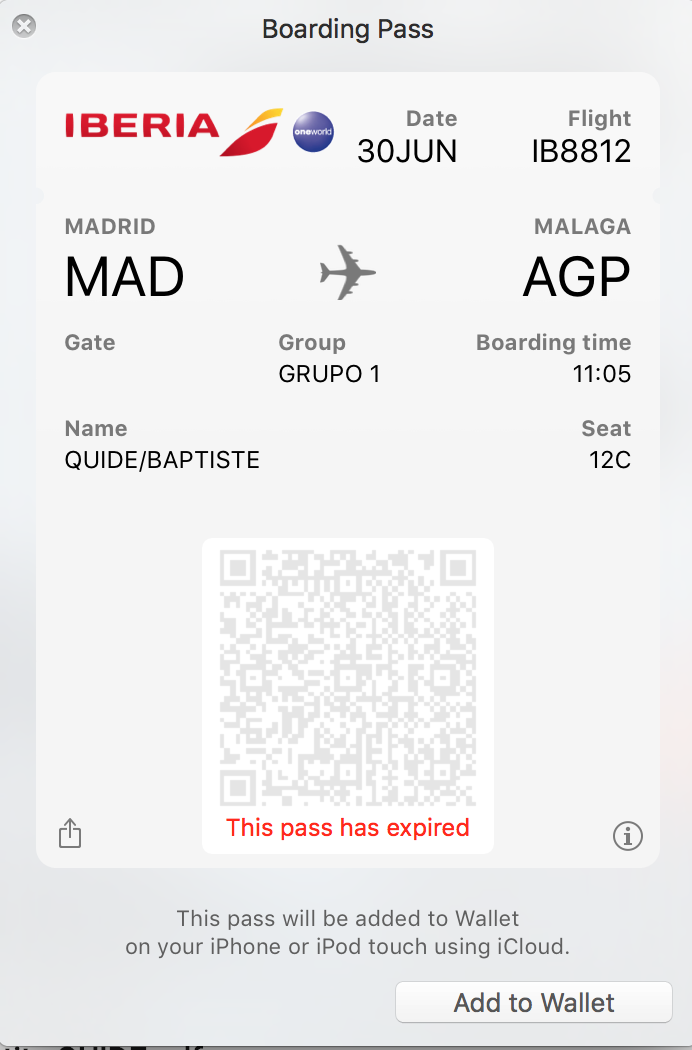 Boarding Pass
IBERIA oneworld
Date Flight
30JUN IB8812
MADRID MALAGA
MAD AGP
Gate Group Boarding time
GRUPO 1 11:05
Name Seat
QUIDE/BAPTISTE 12C
This pass has expired
This pass will be added to Wallet
on your iPhone or iPod touch using iCloud.
Add to Wallet